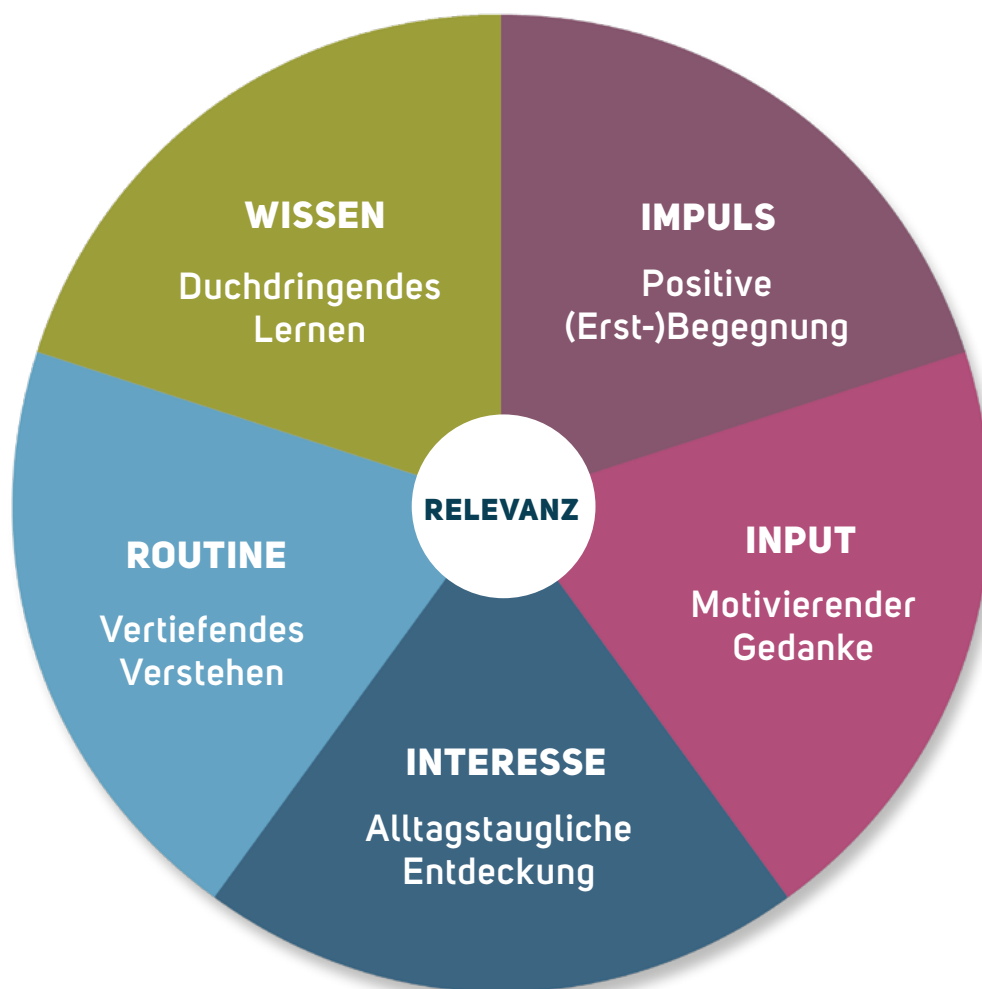 WISSEN
Duchdringendes
Lernen
IMPULS
Positive
(Erst-)Begegnung
RELEVANZ
INPUT
Motivierender
Gedanke
ROUTINE
Vertiefendes
Verstehen
INTERESSE
Alltagstaugliche
Entdeckung